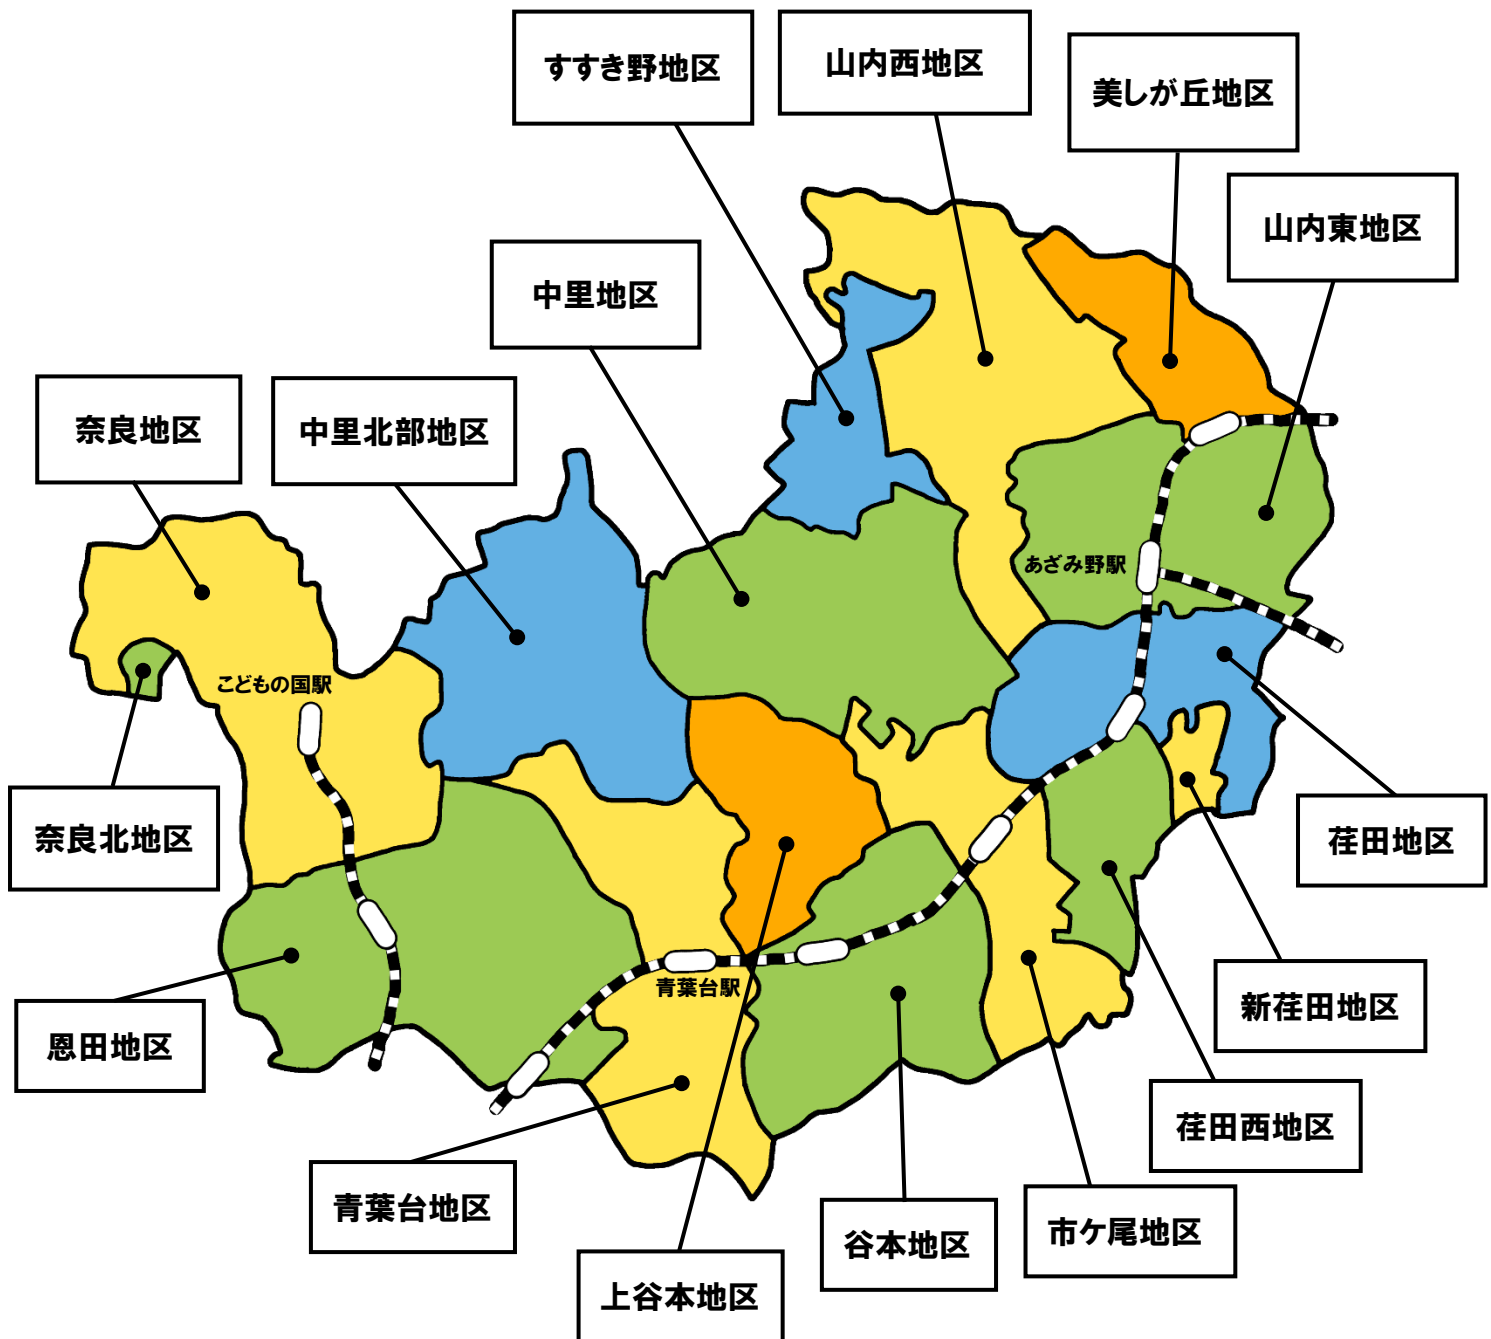 すすき野地区
山内西地区
美しが丘地区
山内東地区
中里地区
奈良地区
中里北部地区
あざみ野駅
こどもの国駅
奈良北地区
荏田地区
青葉台駅
新荏田地区
恩田地区
荏田西地区
青葉台地区
谷本地区
市ケ尾地区
上谷本地区